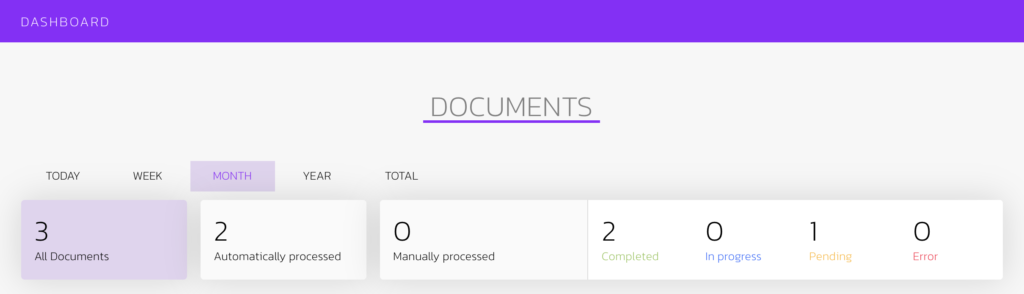 DASHBOARD
DOCUMENTS
TODAY WEEK MONTH YEAR TOTAL
3 2 0 2 0 1 0
All Documents Automatically processed Manually processed Completed In progress Pending Error